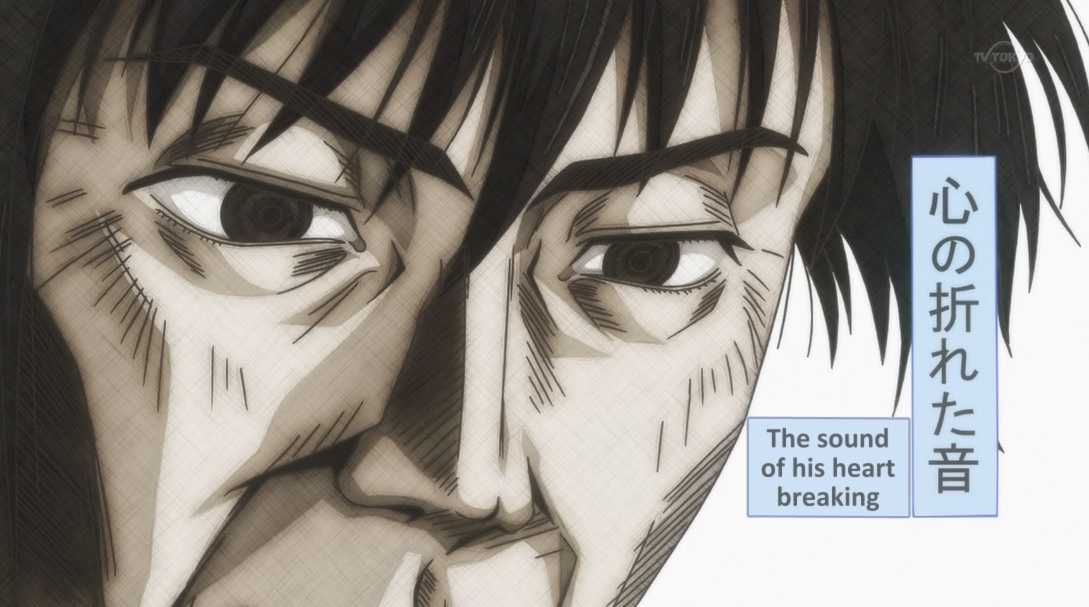 TV TOKYO
心の折れた音
The sound
of his heart
breaking